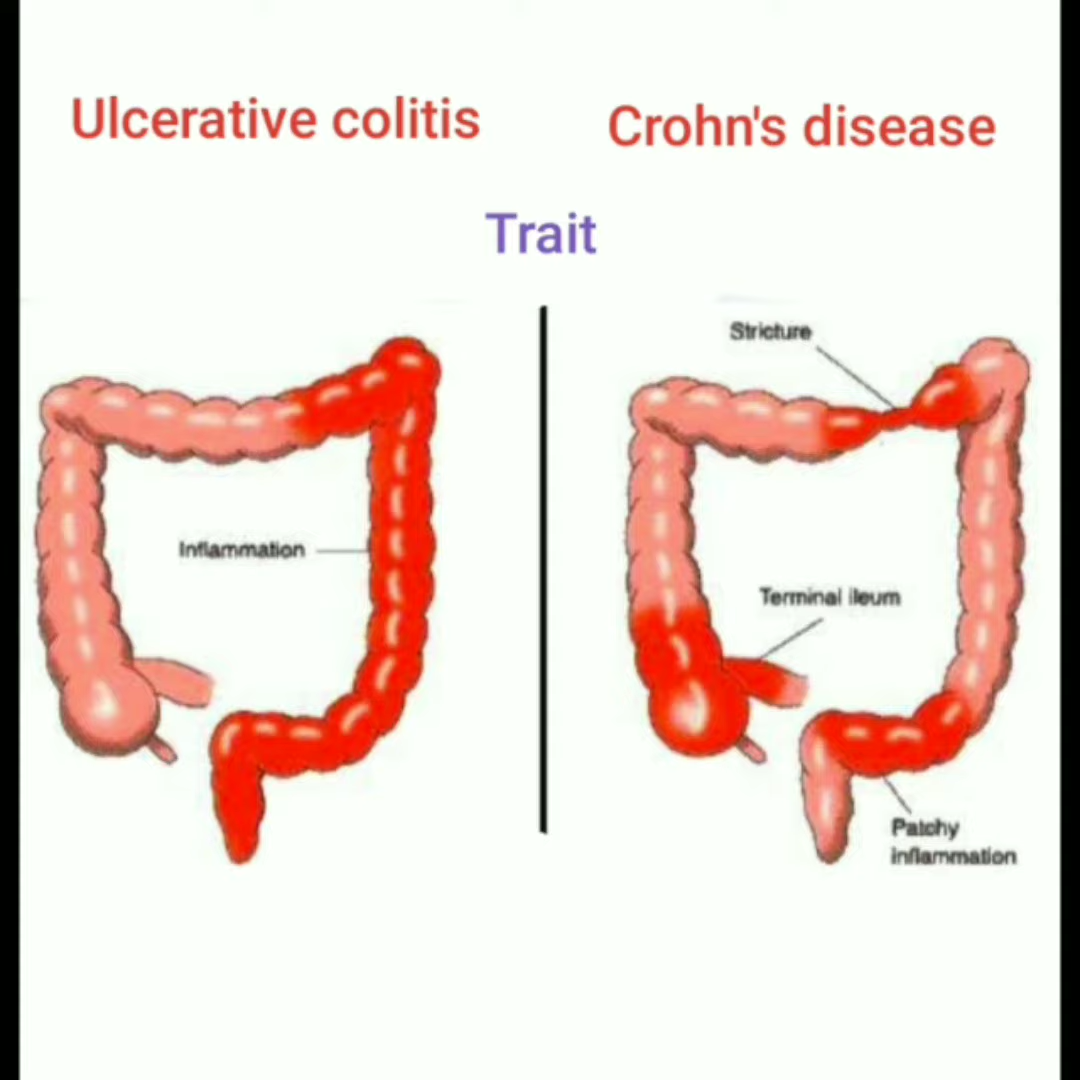 Ulcerative colitis
Crohn's disease
Trait
Stricture
Inflammation
Terminal ileum
Patchy
inflammation